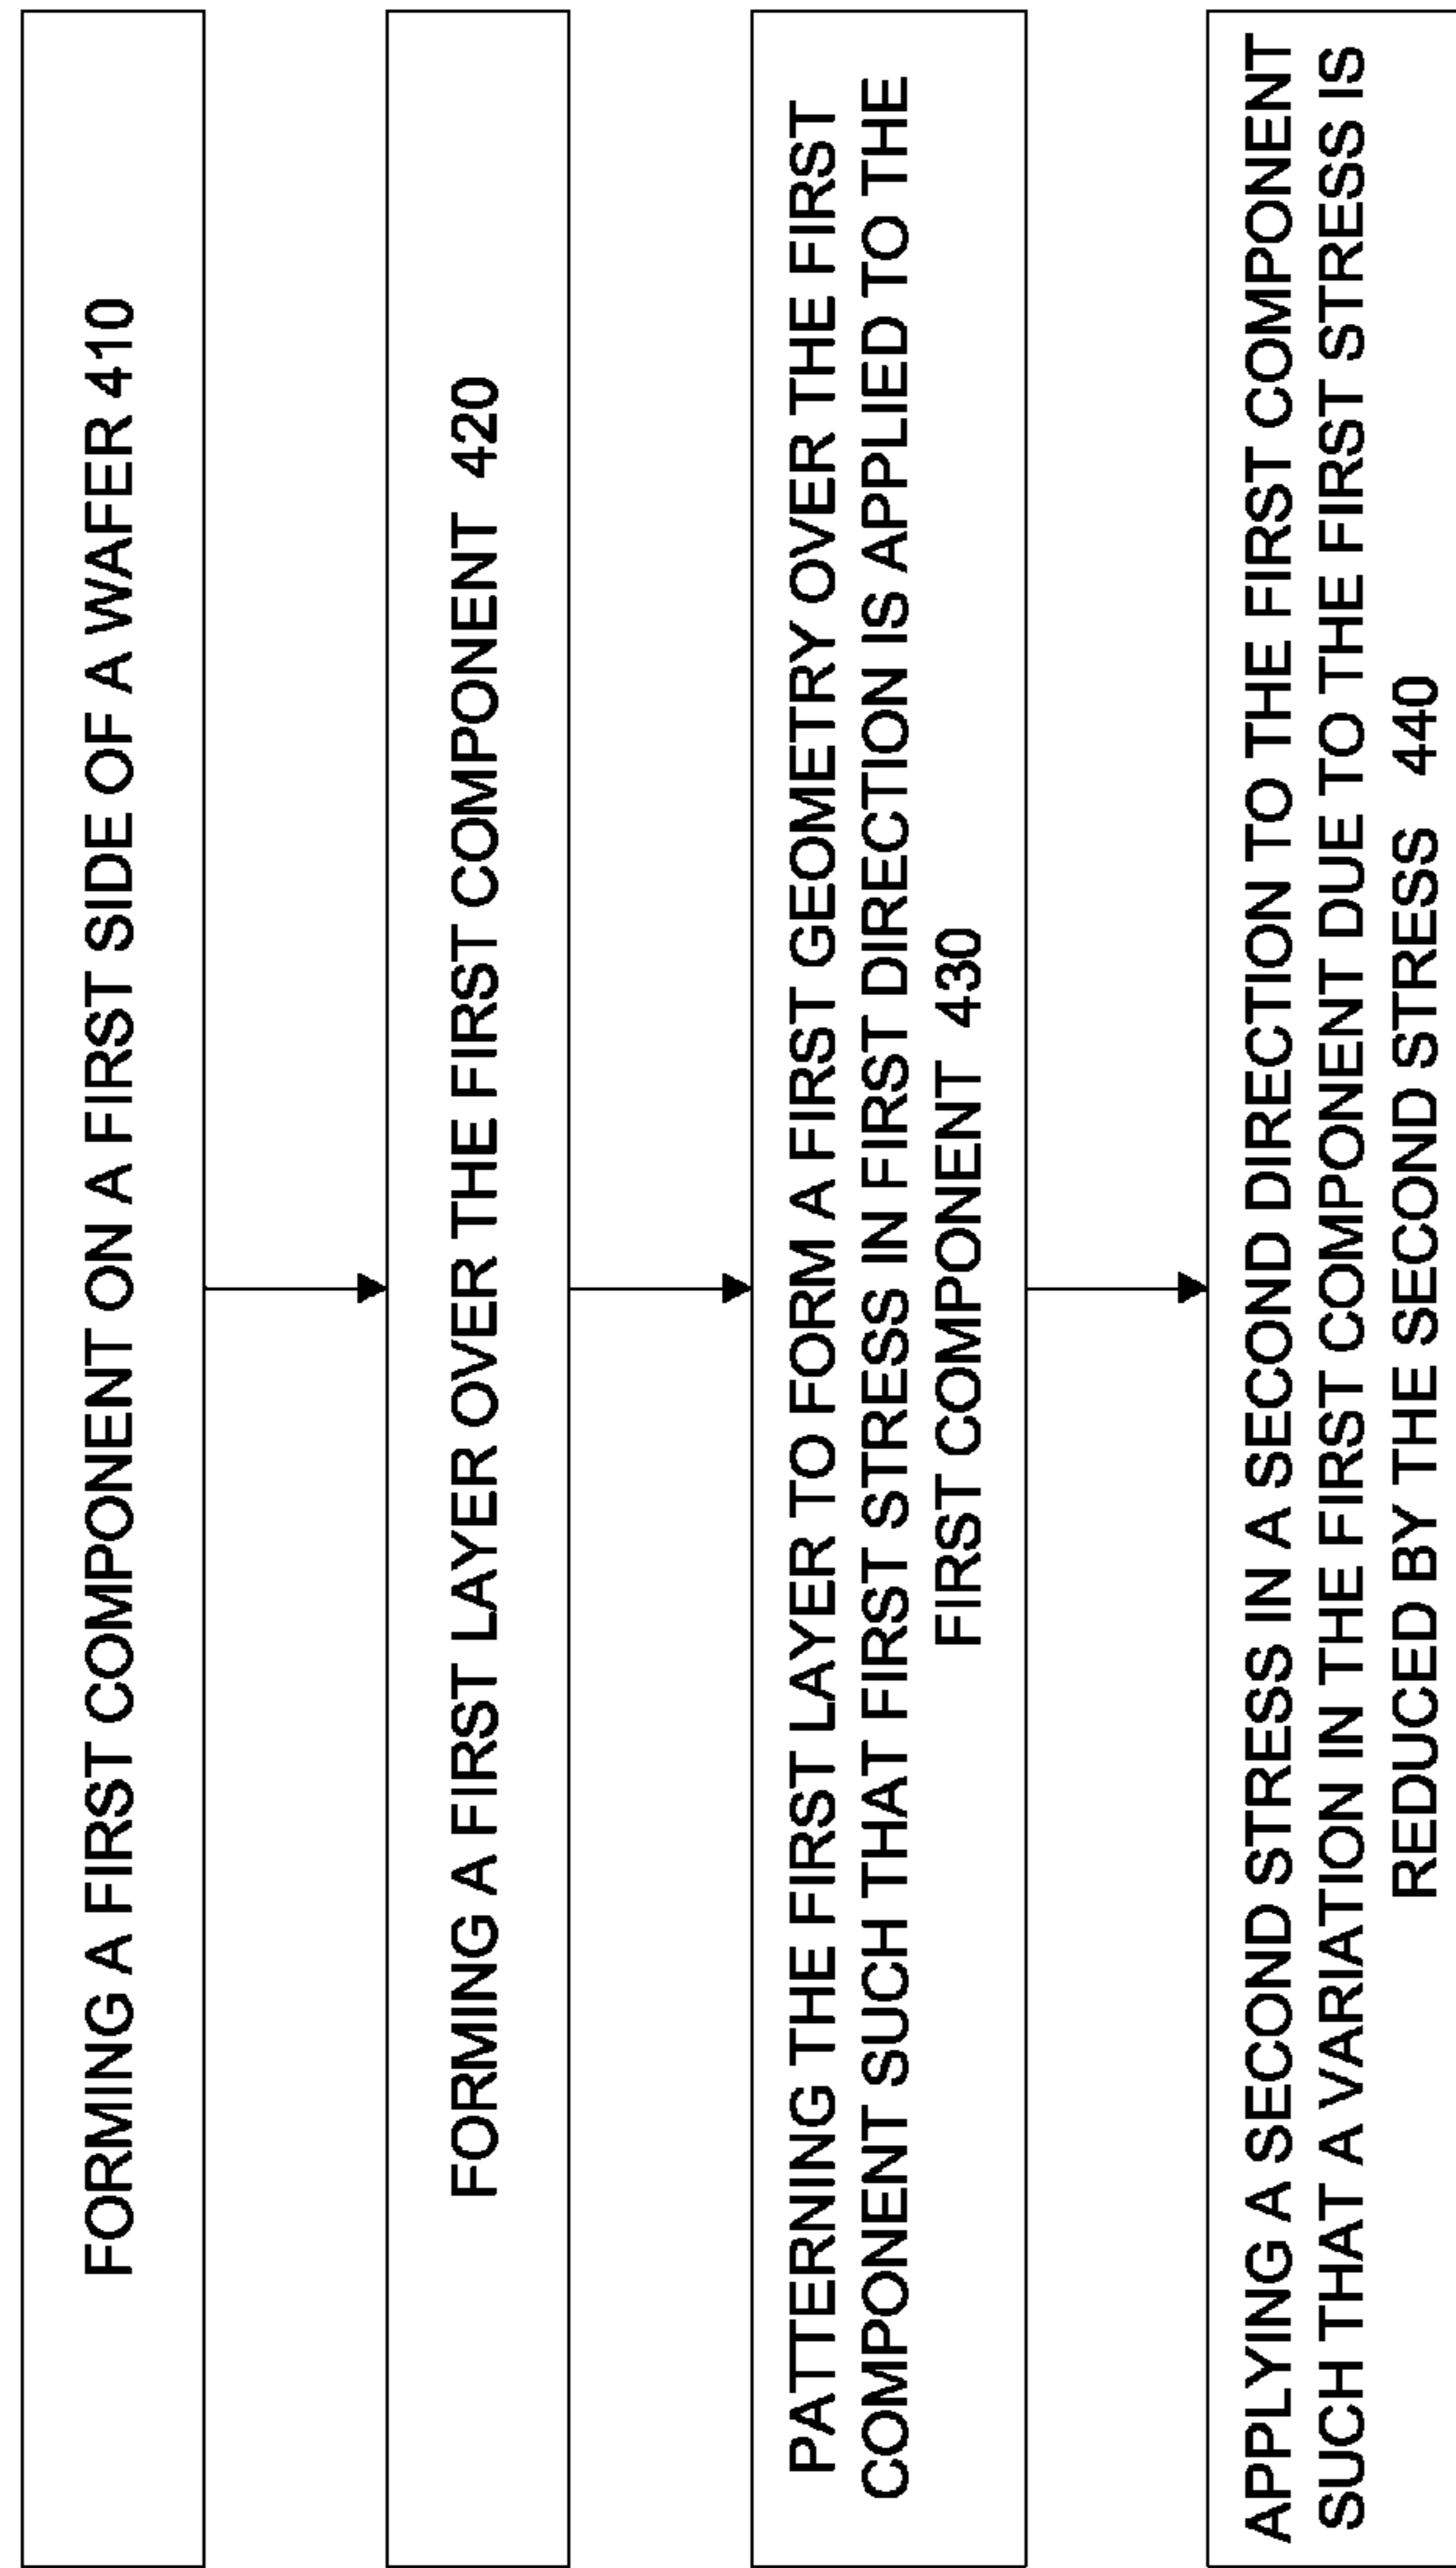 FORMING A FIRST COMPONENT ON A FIRST SIDE OF A WAFER 410
FORMING A FIRST LAYER OVER THE FIRST COMPONENT 420
PATTERNING THE FIRST LAYER TO FORM A FIRST GEOMETRY OVER THE FIRST
COMPONENT SUCH THAT FIRST STRESS IN FIRST DIRECTION IS APPLIED TO THE
FIRST COMPONENT 430
APPLYING A SECOND STRESS IN A SECOND DIRECTION TO THE FIRST COMPONENT
SUCH THAT A VARIATION IN THE FIRST COMPONENT DUE TO THE FIRST STRESS IS
REDUCED BY THE SECOND STRESS 440